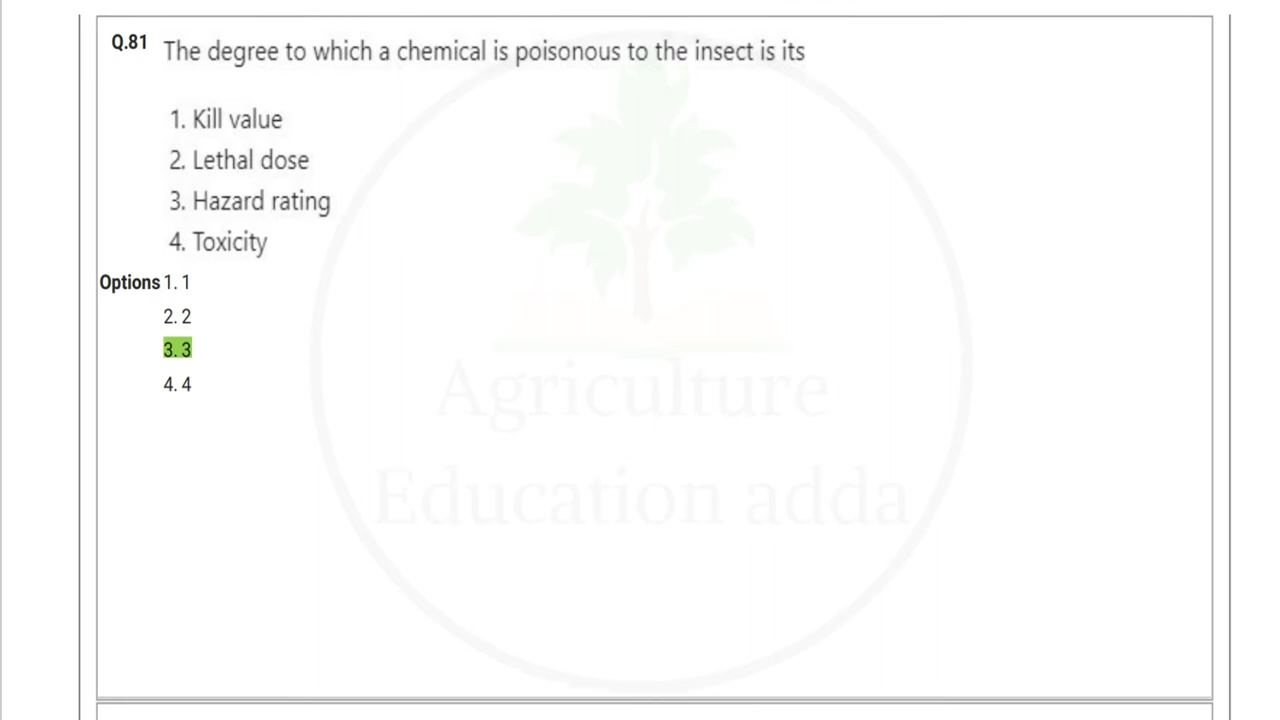 Q.81 The degree to which a chemical is poisonous to the insect is its
1. Kill value
2. Lethal dose
3. Hazard rating
4. Toxicity
Options 1. 1
2. 2
3. 3
4. 4
Agriculture
Education adda